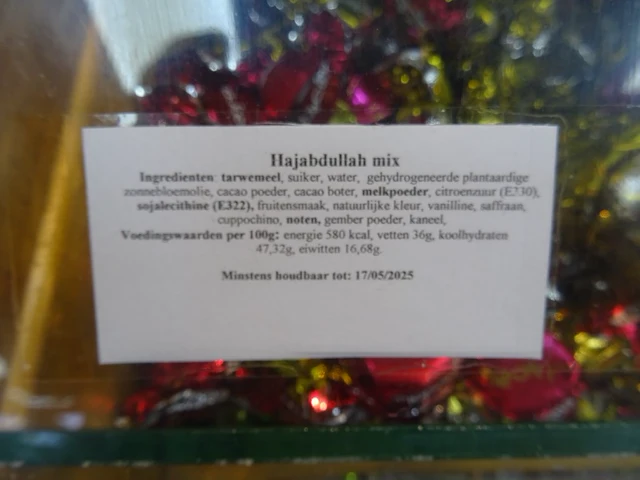 Hajabdullah mix
Ingredienten: tarwemeel, suiker, water, gehydrogeneerde plantaardige
zonnebloemolie, cacao poeder, cacao boter, melkpoeder, citroenzuur (E330),
sojalecithine (E322), fruitensmaak, natuurlijke kleur, vanilline, saffraan,
cuppochino, noten, gember poeder, kaneel,
Voedingswaarden per 100g: energie 580 kcal, vetten 36g, koolhydraten
47,32g, eiwitten 16,68g.
Minstens houdbaar tot: 17/05/2025